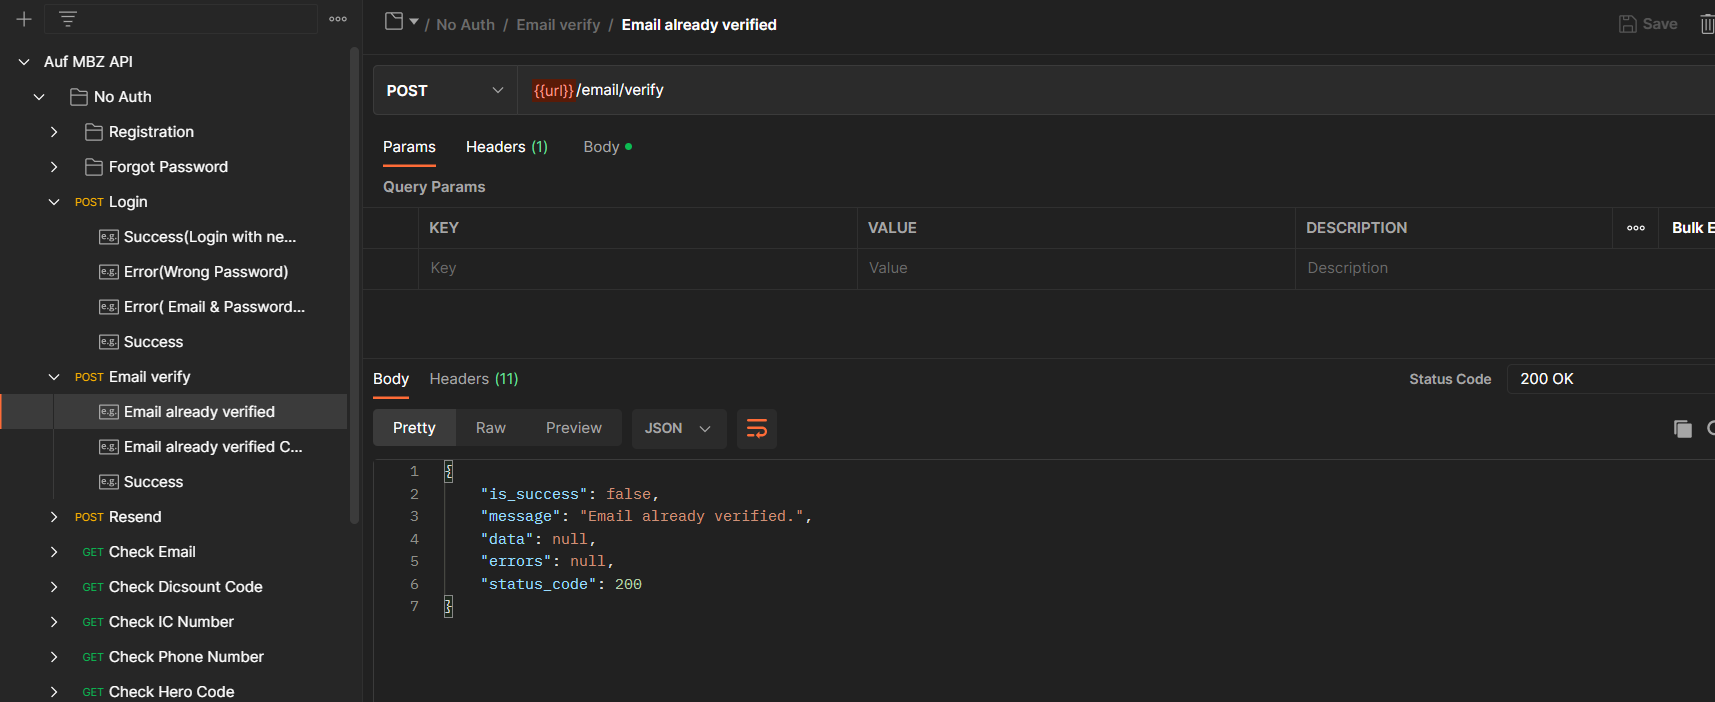 Auf MBZ API
No Auth
Registration
Forgot Password
POST Login
e.g. Success(Login with ne...
e.g. Error(Wrong Password)
e.g. Error( Email & Password...
e.g. Success
POST Email verify
e.g. Email already verified
e.g. Email already verified C...
e.g. Success
POST Resend
GET Check Email
GET Check Dicsount Code
GET Check IC Number
GET Check Phone Number
GET Check Hero Code
/ No Auth / Email verify / Email already verified
Save
POST {{url}}/email/verify
Params Headers (1) Body
Query Params
KEY VALUE DESCRIPTION Bulk E
Key Value Description
Body Headers (11) Status Code 200 OK
Pretty Raw Preview JSON
1 {
2 "is_success": false,
3 "message": "Email already verified.",
4 "data": null,
5 "errors": null,
6 "status_code": 200
7 }